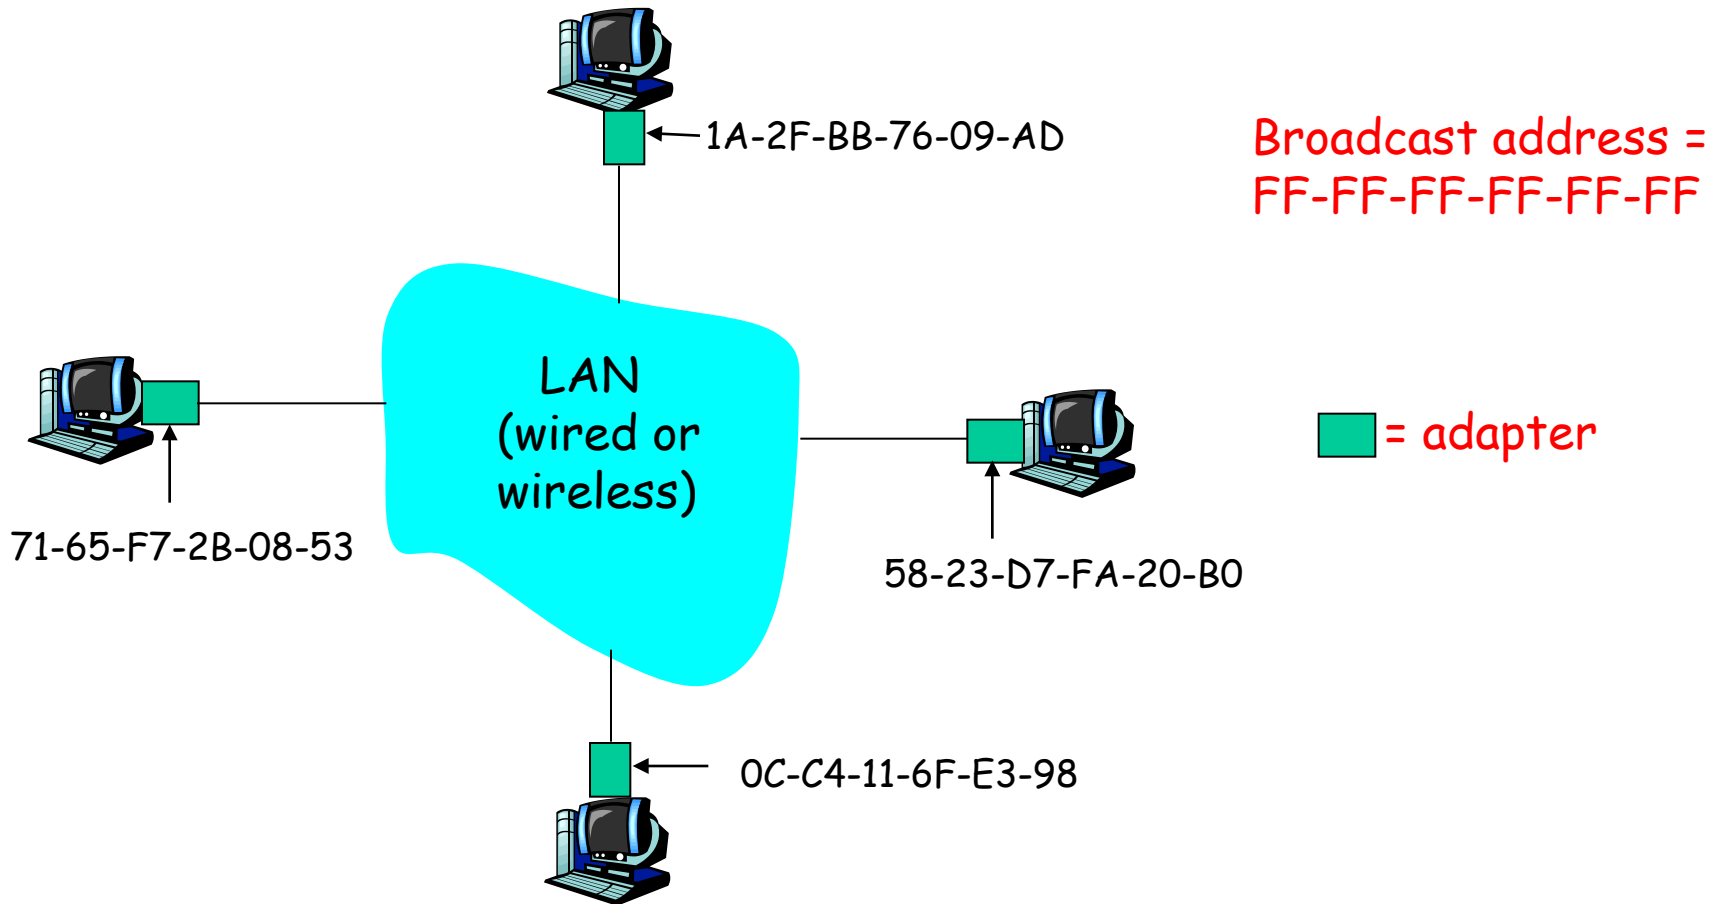 1A-2F-BB-76-09-AD
Broadcast address =
FF-FF-FF-FF-FF-FF
LAN
(wired or
wireless)
= adapter
71-65-F7-2B-08-53
58-23-D7-FA-20-B0
0C-C4-11-6F-E3-98